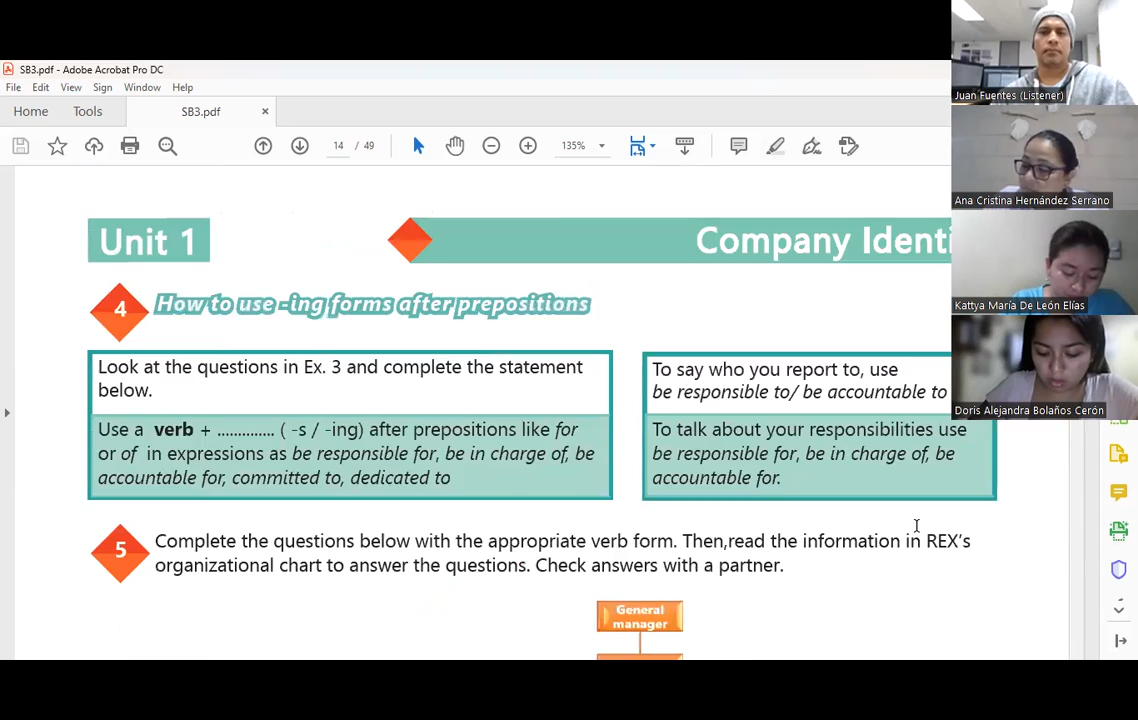 SB3.pdf - Adobe Acrobat Pro DC
File Edit View Sign Window Help
Home Tools SB3.pdf ×
14 / 49 135%
Unit 1 Company Identi
4 How to use -ing forms after prepositions
Look at the questions in Ex. 3 and complete the statement
below.
Use a verb + .............. ( -s / -ing) after prepositions like for
or of in expressions as be responsible for, be in charge of, be
accountable for, committed to, dedicated to
To say who you report to, use
be responsible to/ be accountable to
To talk about your responsibilities use
be responsible for, be in charge of, be
accountable for.
5 Complete the questions below with the appropriate verb form. Then,read the information in REX's
organizational chart to answer the questions. Check answers with a partner.
General
manager
Juan Fuentes (Listener)
Ana Cristina Hernández Serrano
Kattya María De León Elías
Doris Alejandra Bolaños Cerón